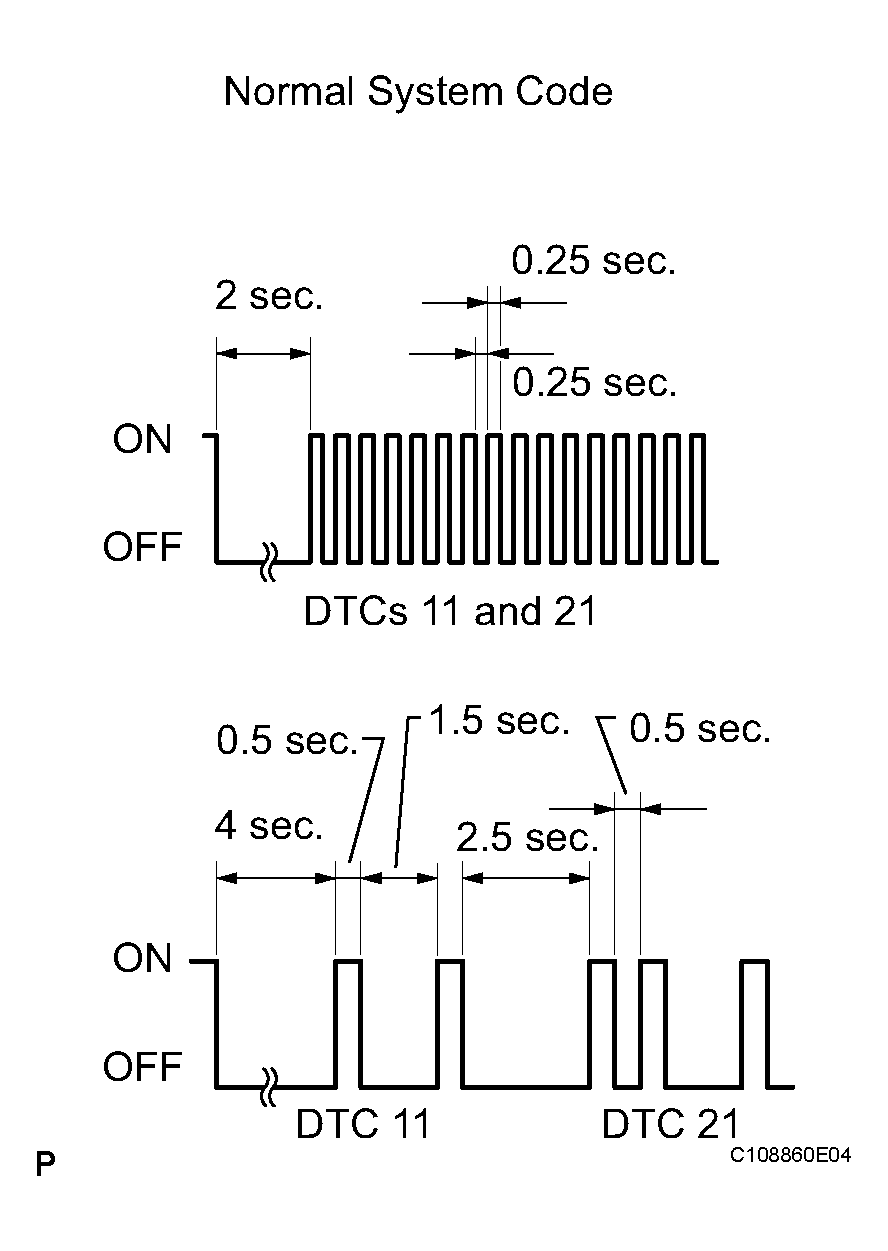 Normal System Code
0.25 sec.
2 sec.
0.25 sec.
ON
OFF
DTCs 11 and 21
0.5 sec.
1.5 sec.
0.5 sec.
4 sec.
2.5 sec.
ON
OFF
DTC 11
DTC 21
C108860E04
P